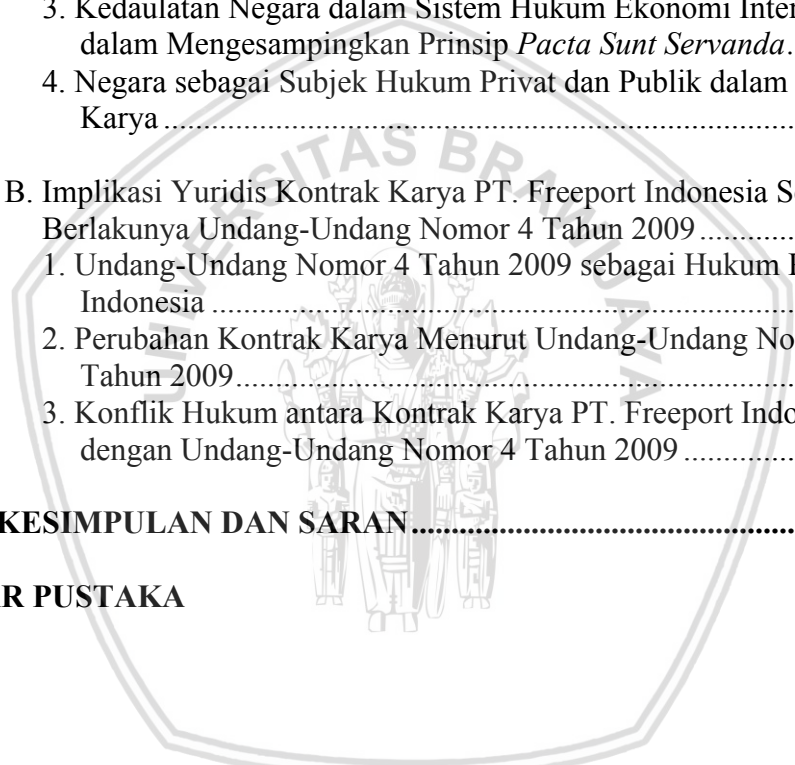 3. Kedaulatan Negara dalam Sistem Hukum Ekonomi
dalam Mengesampingkan Prinsip Pacta Sunt Servanda.
4. Negara sebagai Subjek Hukum Privat dan Publik dalam
Karya ........................................................................
B. Implikasi Yuridis Kontrak Karya PT. Freeport Indonesia
Berlakunya Undang-Undang Nomor 4 Tahun 2009 ..............
1. Undang-Undang Nomor 4 Tahun 2009 sebagai Hukum
Indonesia ..................................................................
2. Perubahan Kontrak Karya Menurut Undang-Undang
Tahun 2009................................................................
3. Konflik Hukum antara Kontrak Karya PT. Freeport
dengan Undang-Undang Nomor 4 Tahun 2009 ................
KESIMPULAN DAN SARAN............................................
PUSTAKA
UNIVERSITAS BRAWIJAYA